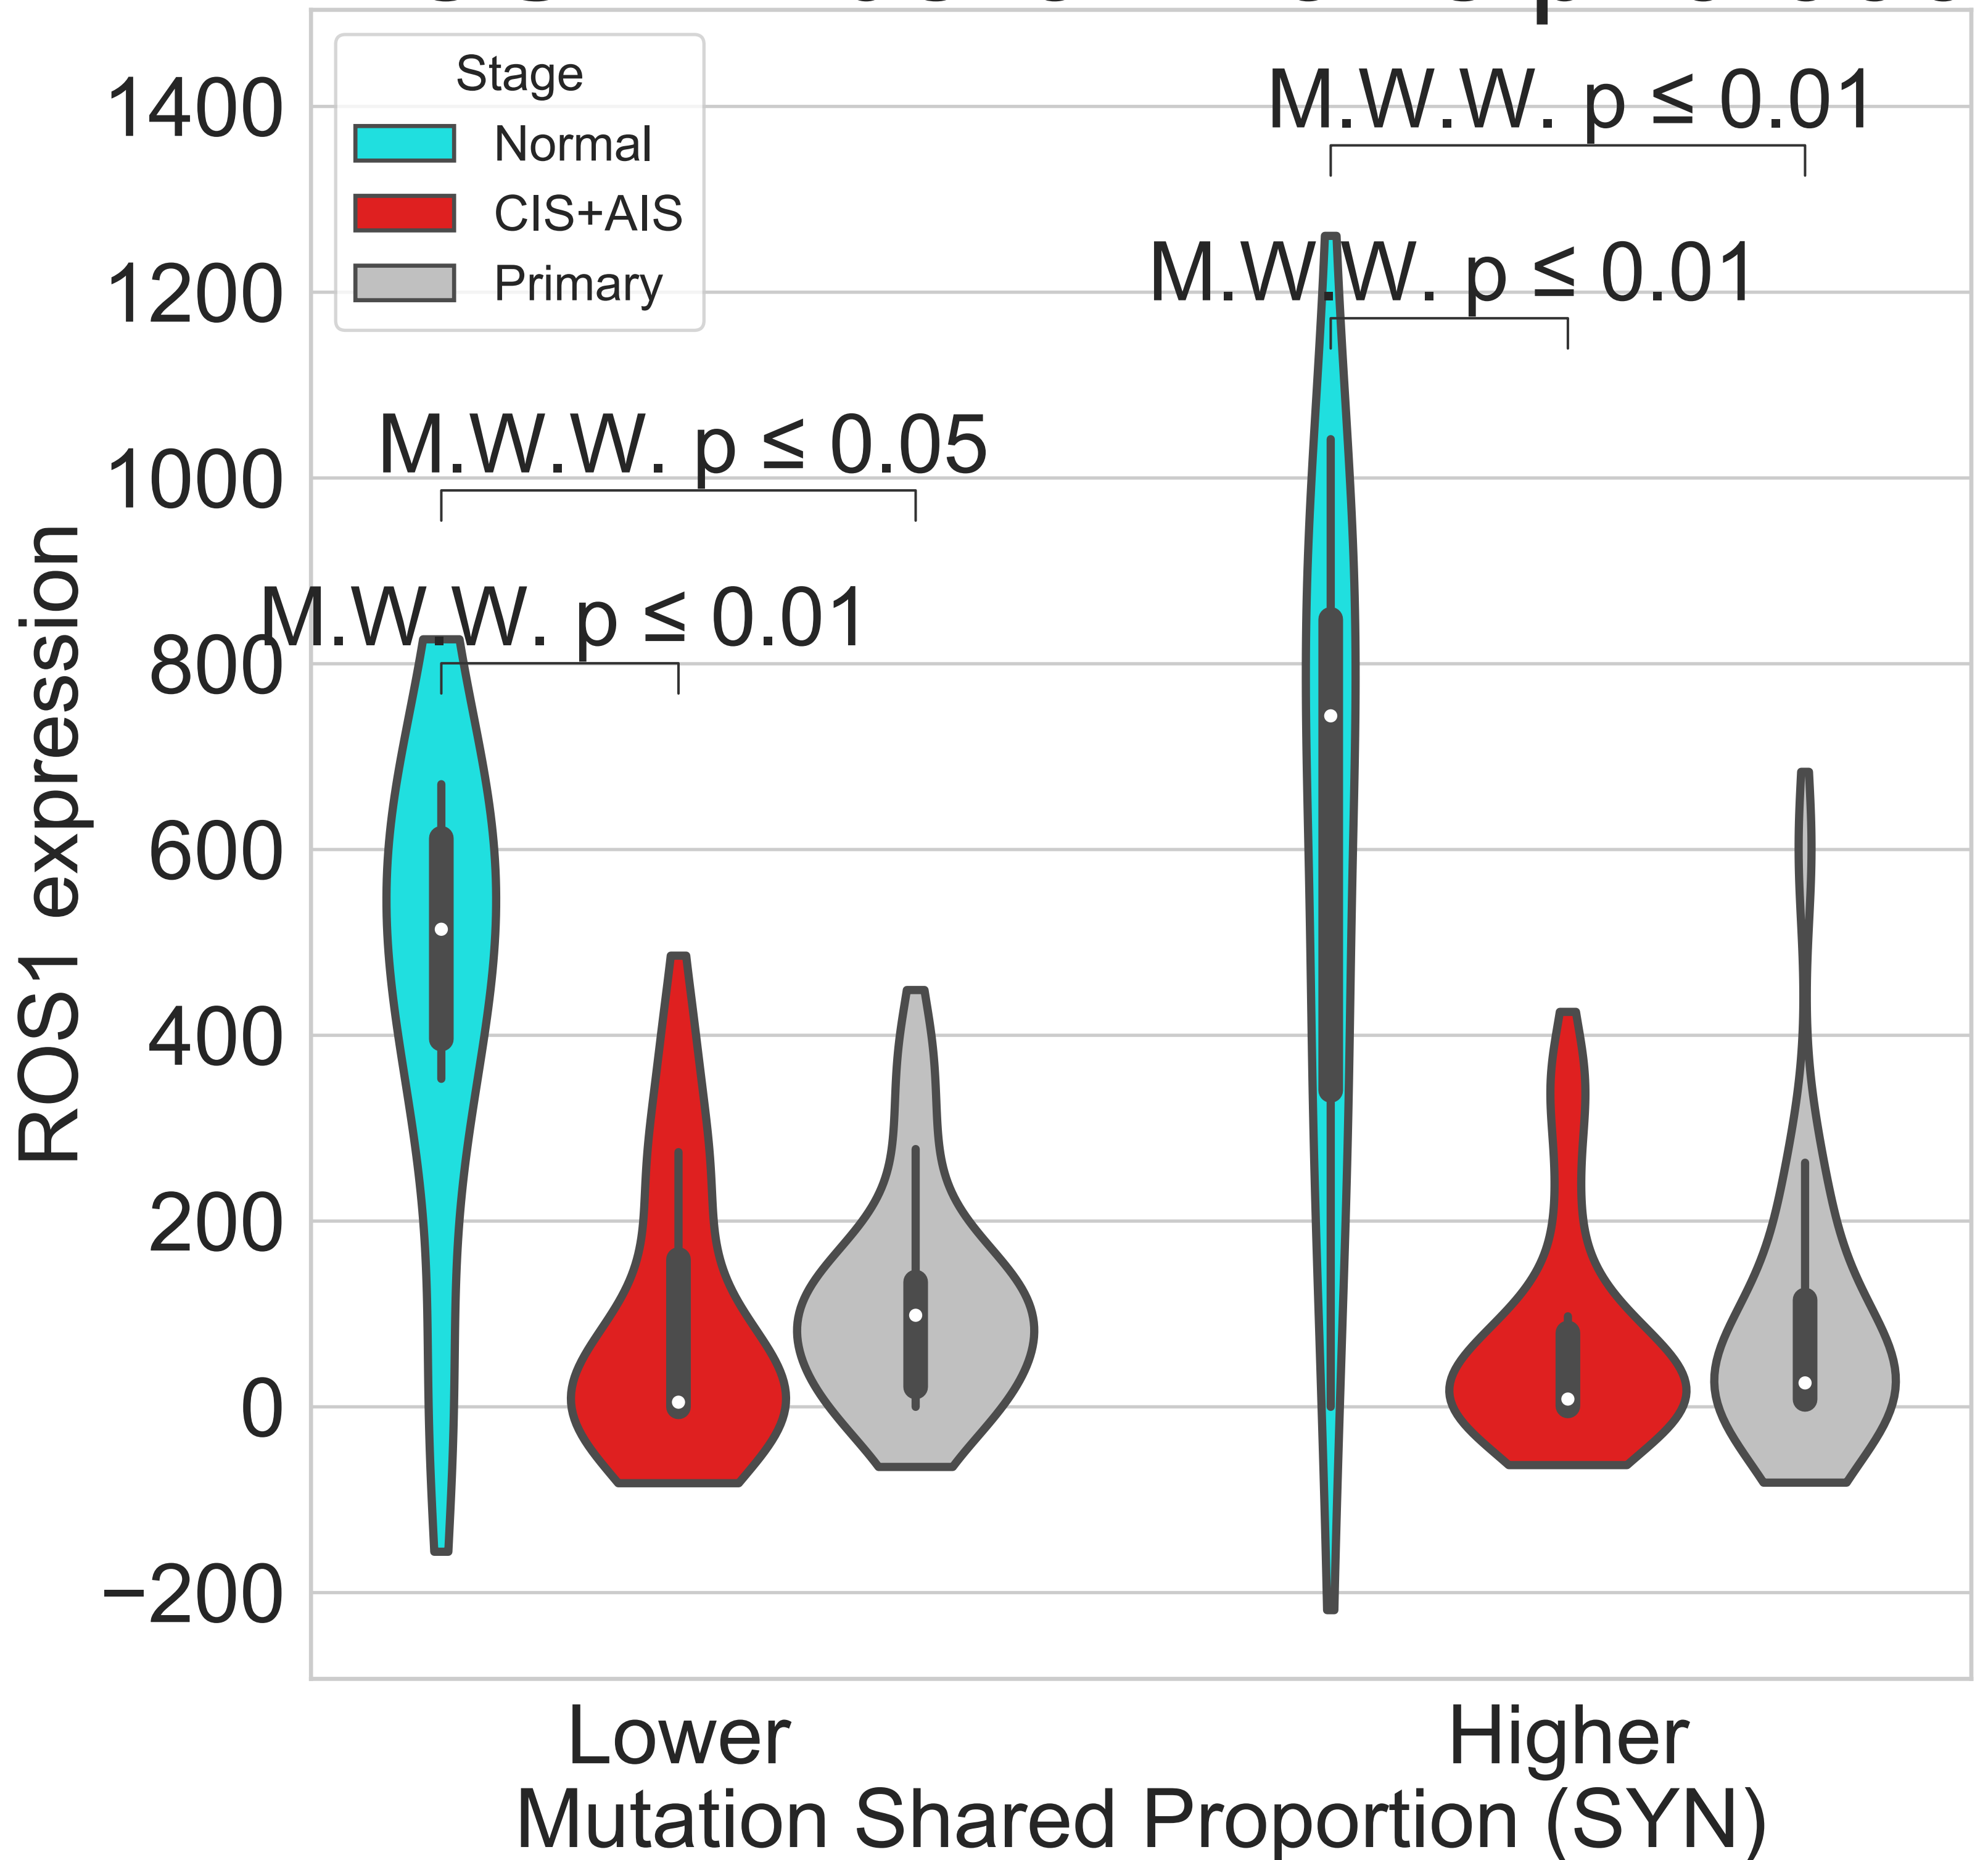 Stage
Normal
CIS+AIS
Primary
M.W.W. p ≤ 0.01
M.W.W. p ≤ 0.01
M.W.W. p ≤ 0.05
M.W.W. p ≤ 0.01
1400
1200
1000
800
600
400
200
0
−200
ROS1 expression
Lower
Higher
Mutation Shared Proportion (SYN)